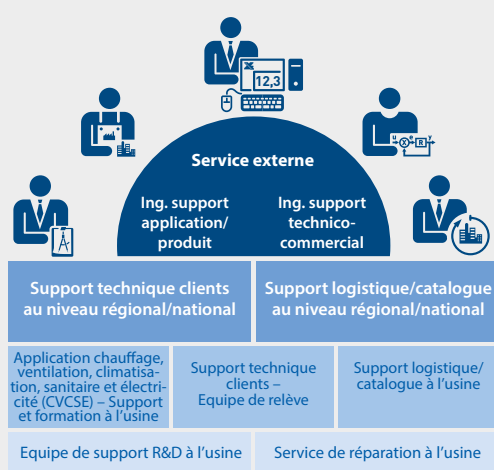 12,3
u x e R y
Service externe
Ing. support
application/
produit
Ing. support
technico-
commercial
Support technique clients
au niveau régional/national
Support logistique/catalogue
au niveau régional/national
Application chauffage,
ventilation, climatisa-
tion, sanitaire et électri-
cité (CVCSE) – Support
et formation à l'usine
Support technique
clients –
Equipe de relève
Support logistique/
catalogue à l'usine
Equipe de support R&D à l'usine
Service de réparation à l'usine